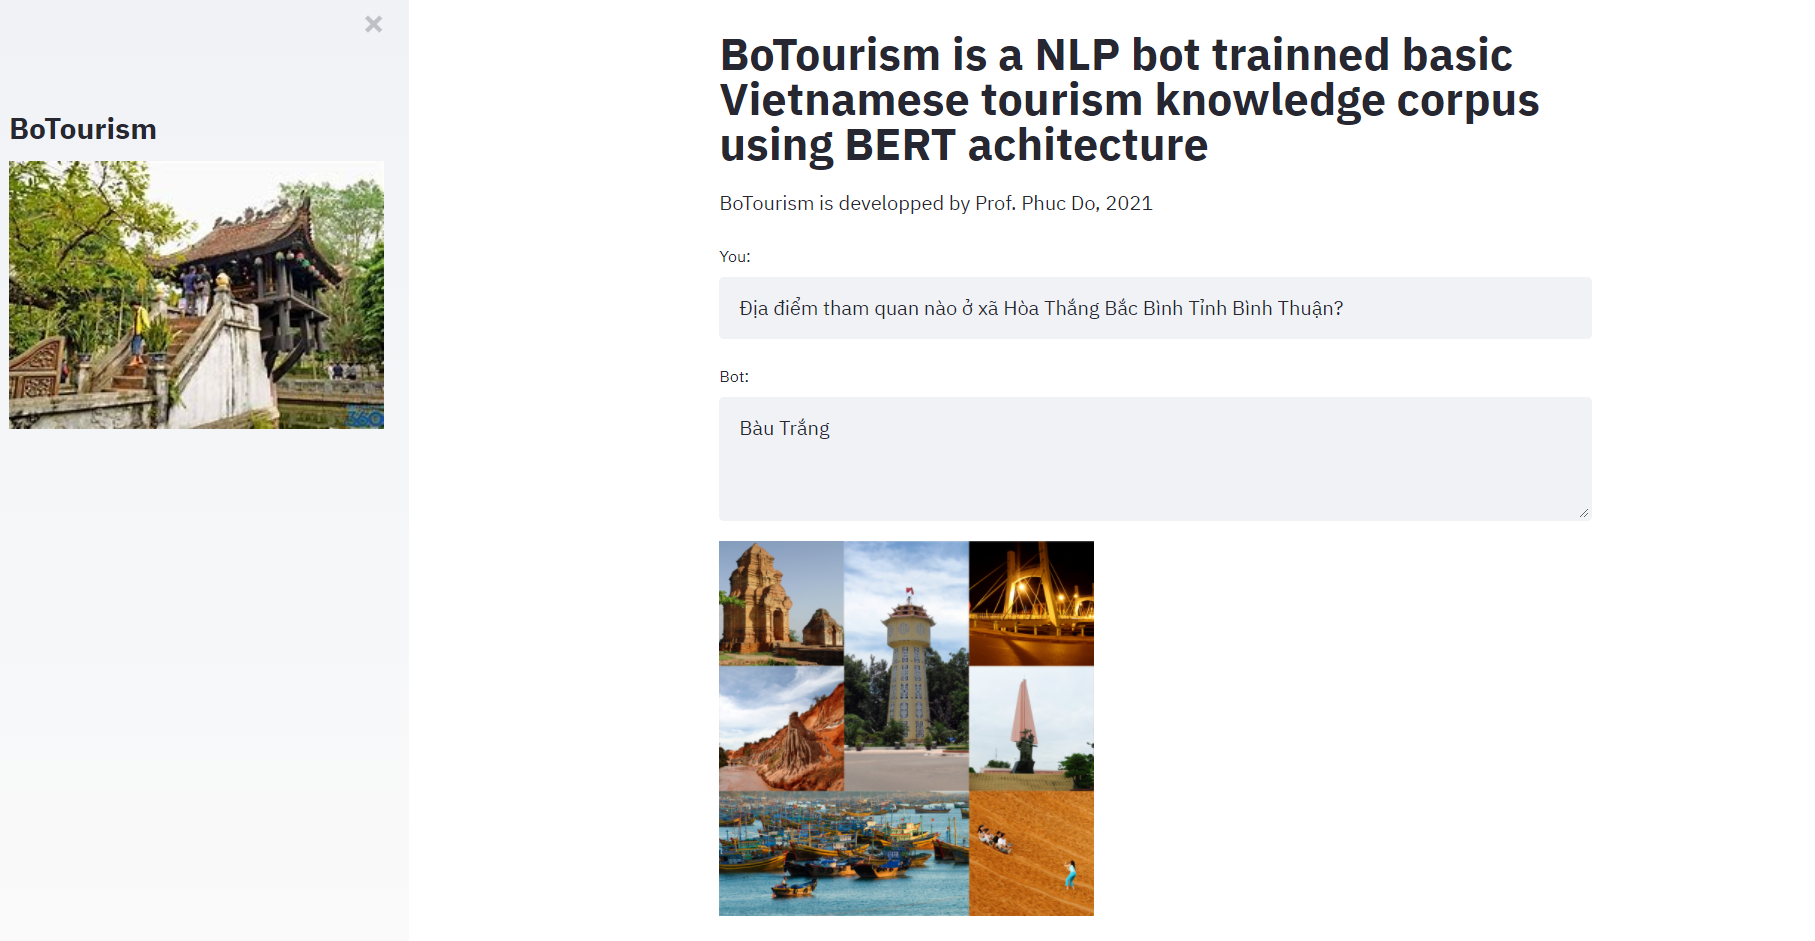 BoTourism
360
BoTourism is a NLP bot trainned basic
Vietnamese tourism knowledge corpus
using BERT achitecture
BoTourism is developped by Prof. Phuc Do, 2021
You:
Địa điểm tham quan nào ở xã Hòa Thắng Bắc Bình Tỉnh Bình Thuận?
Bot:
Bàu Trắng